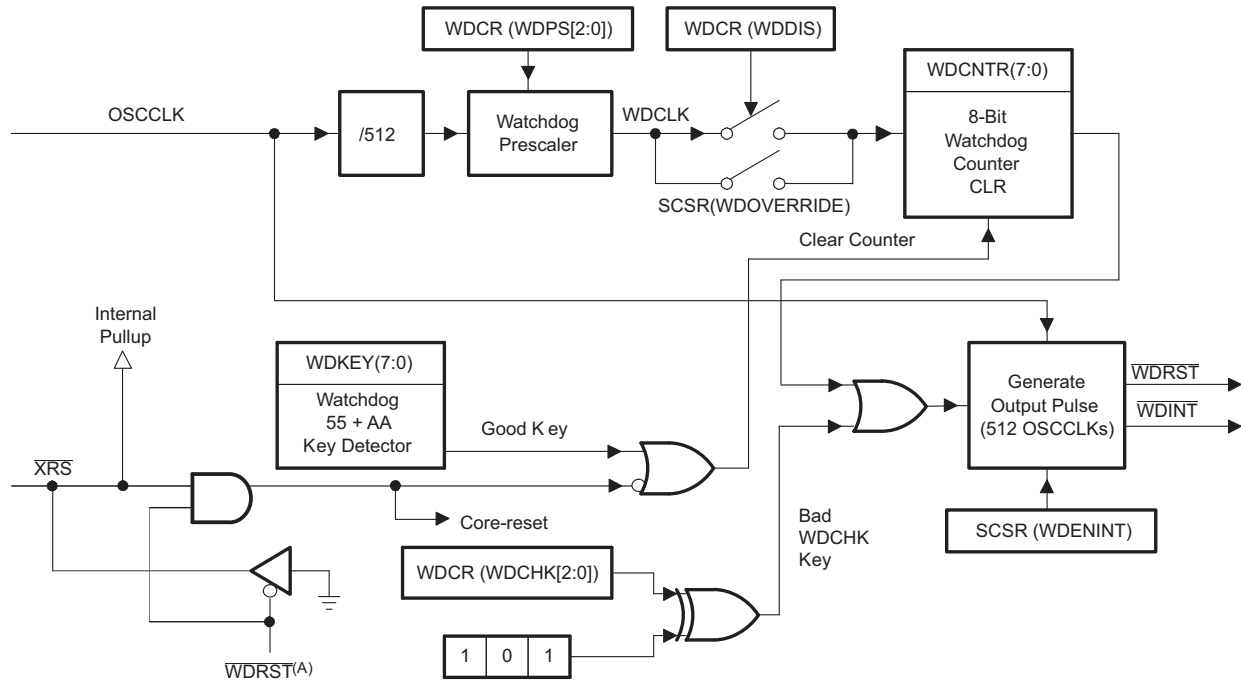 WDCR (WDPS[2:0])
WDCR (WDDIS)
WDCNTR(7:0)
OSCCLK
/512
Watchdog
Prescaler
WDCLK
8-Bit
Watchdog
Counter
CLR
SCSR(WDOVERRIDE)
Clear Counter
Internal
Pullup
WDKEY(7:0)
Watchdog
55 + AA
Key Detector
Good Key
Generate
Output Pulse
(512 OSCCLKs)
WDRST
WDINT
XRS
Core-reset
Bad
WDCHK
Key
SCSR (WDENINT)
WDCR (WDCHK[2:0])
1 0 1
WDRST(A)